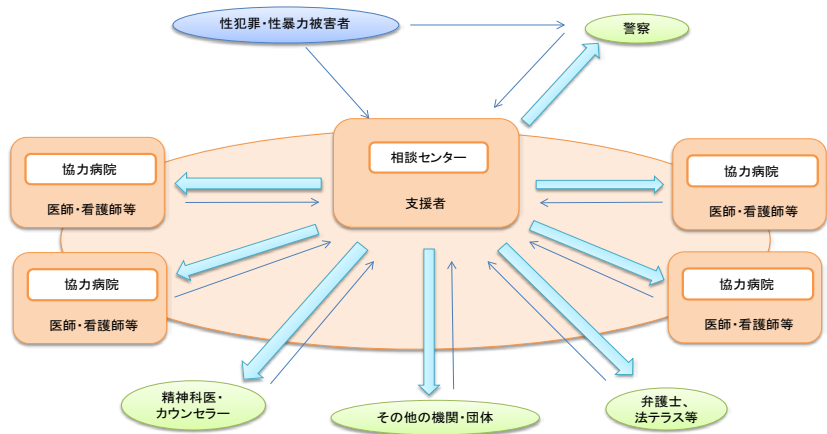 性犯罪・性暴力被害者
警察
相談センター
支援者
協力病院
医師・看護師等
協力病院
医師・看護師等
協力病院
医師・看護師等
協力病院
医師・看護師等
精神科医・
カウンセラー
その他の機関・団体
弁護士、
法テラス等